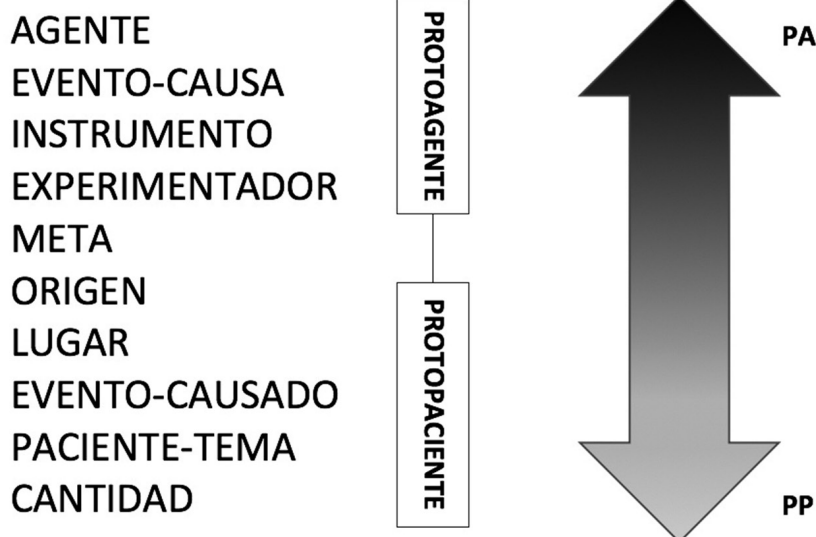 AGENTE
EVENTO-CAUSA
INSTRUMENTO
EXPERIMENTADOR
META
ORIGEN
LUGAR
EVENTO-CAUSADO
PACIENTE-TEMA
CANTIDAD
PROTOAGENTE
PROTOPACIENTE
PA
PP